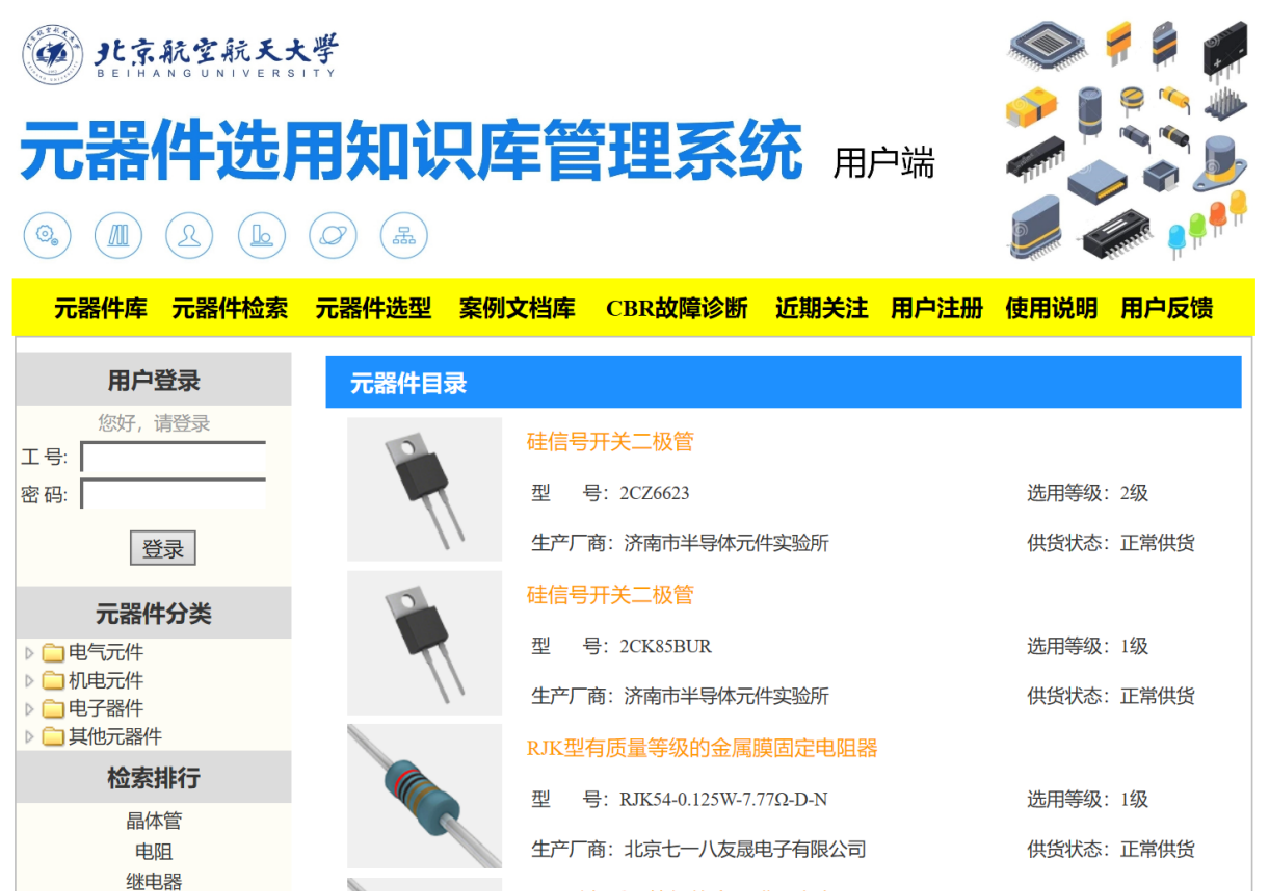 北京航空航天大學
BEIHANG UNIVERSITY
元器件选用知识库管理系统 用户端
元器件库 元器件检索 元器件选型 案例文档库 CBR故障诊断 近期关注 用户注册 使用说明 用户反馈
用户登录
您好，请登录
工 号:
密 码:
登录
元器件分类
电气元件
机电元件
电子器件
其他元器件
检索排行
晶体管
电阻
继电器
元器件目录
硅信号开关二极管
型 号：2CZ6623 选用等级：2级
生产厂商：济南市半导体元件实验所 供货状态：正常供货
硅信号开关二极管
型 号：2CK85BUR 选用等级：1级
生产厂商：济南市半导体元件实验所 供货状态：正常供货
RJK型有质量等级的金属膜固定电阻器
型 号：RJK54-0.125W-7.77Ω-D-N 选用等级：1级
生产厂商：北京七一八友晟电子有限公司 供货状态：正常供货